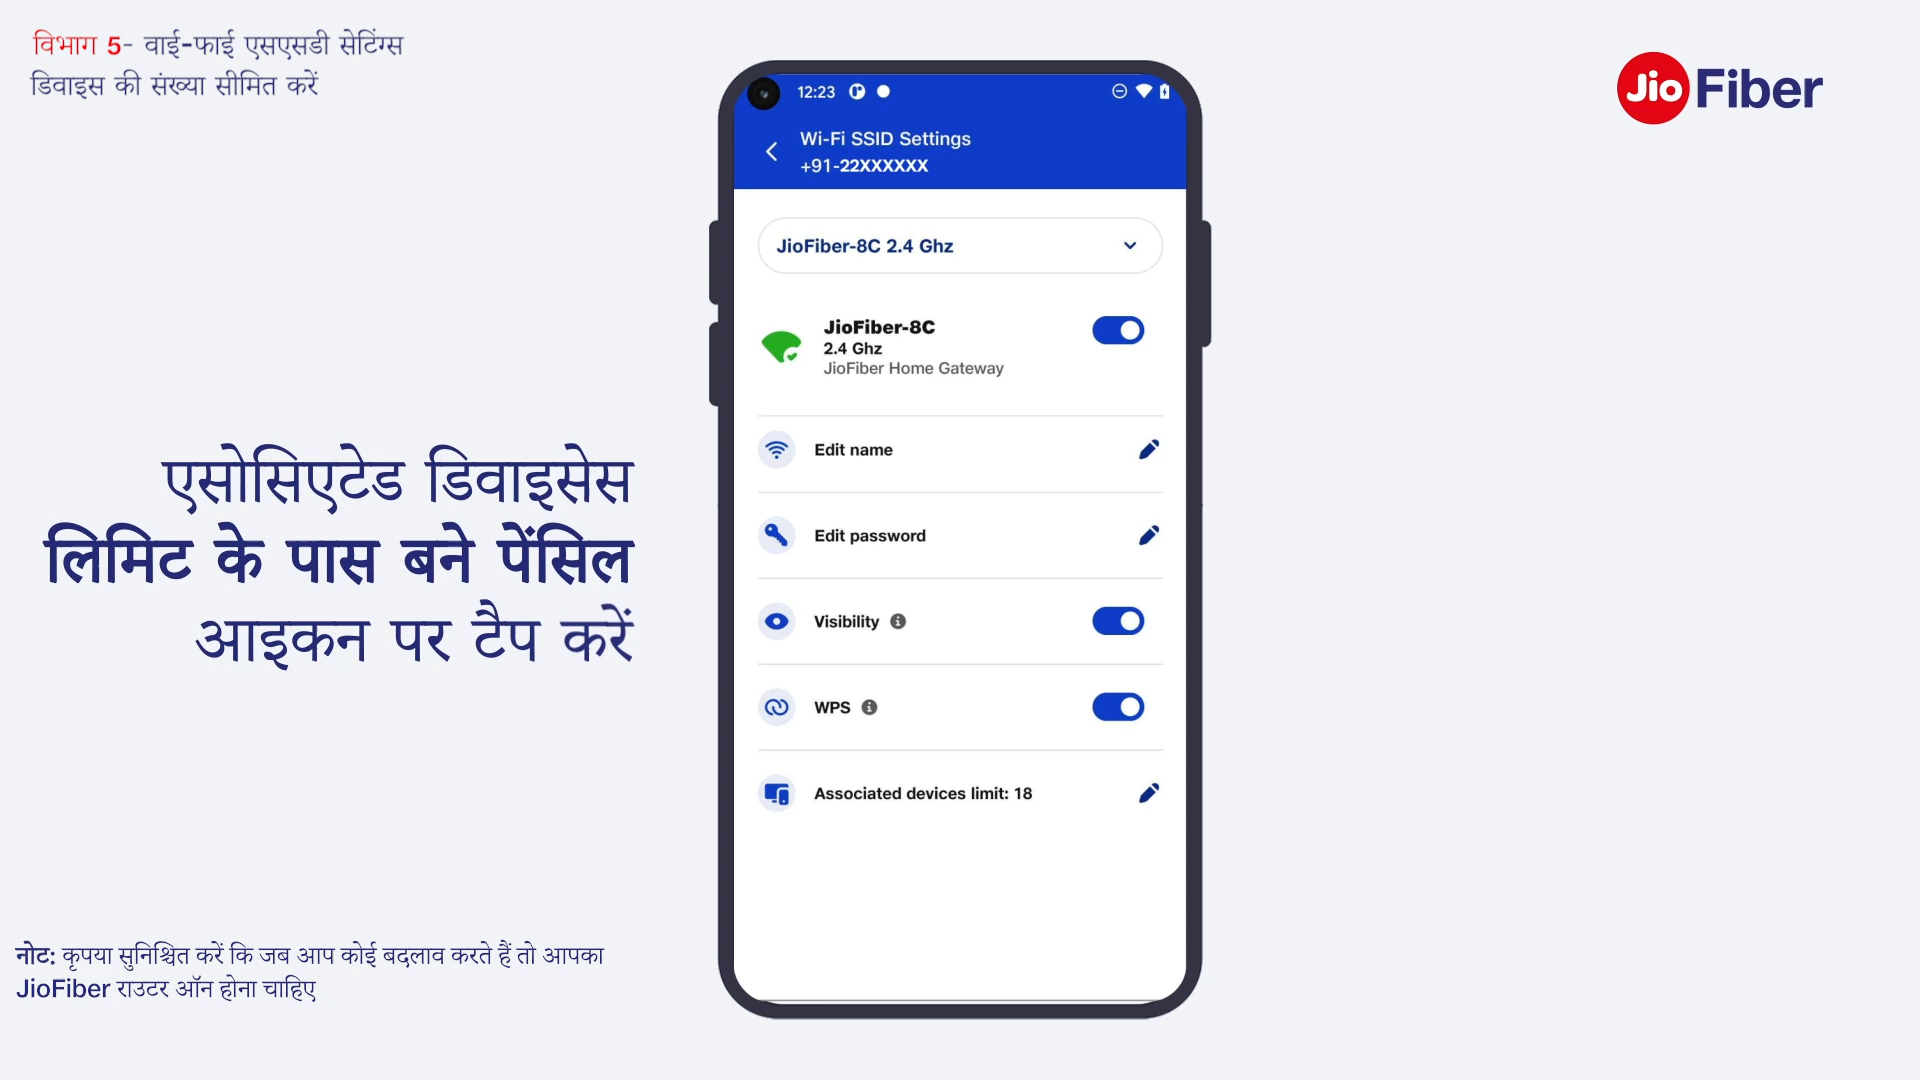 विभाग 5- वाई-फाई एसएसडी सेटिंग्स
डिवाइस की संख्या सीमित करें
Jio Fiber
12:23
Wi-Fi SSID Settings
+91-22XXXXXX
JioFiber-8C 2.4 Ghz
JioFiber-8C
2.4 Ghz
JioFiber Home Gateway
Edit name
Edit password
Visibility
WPS
Associated devices limit: 18
एसोसिएटेड डिवाइसेस
लिमिट के पास बने पेंसिल
आइकन पर टैप करें
नोट: कृपया सुनिश्चित करें कि जब आप कोई बदलाव करते हैं तो आपका
JioFiber राउटर ऑन होना चाहिए